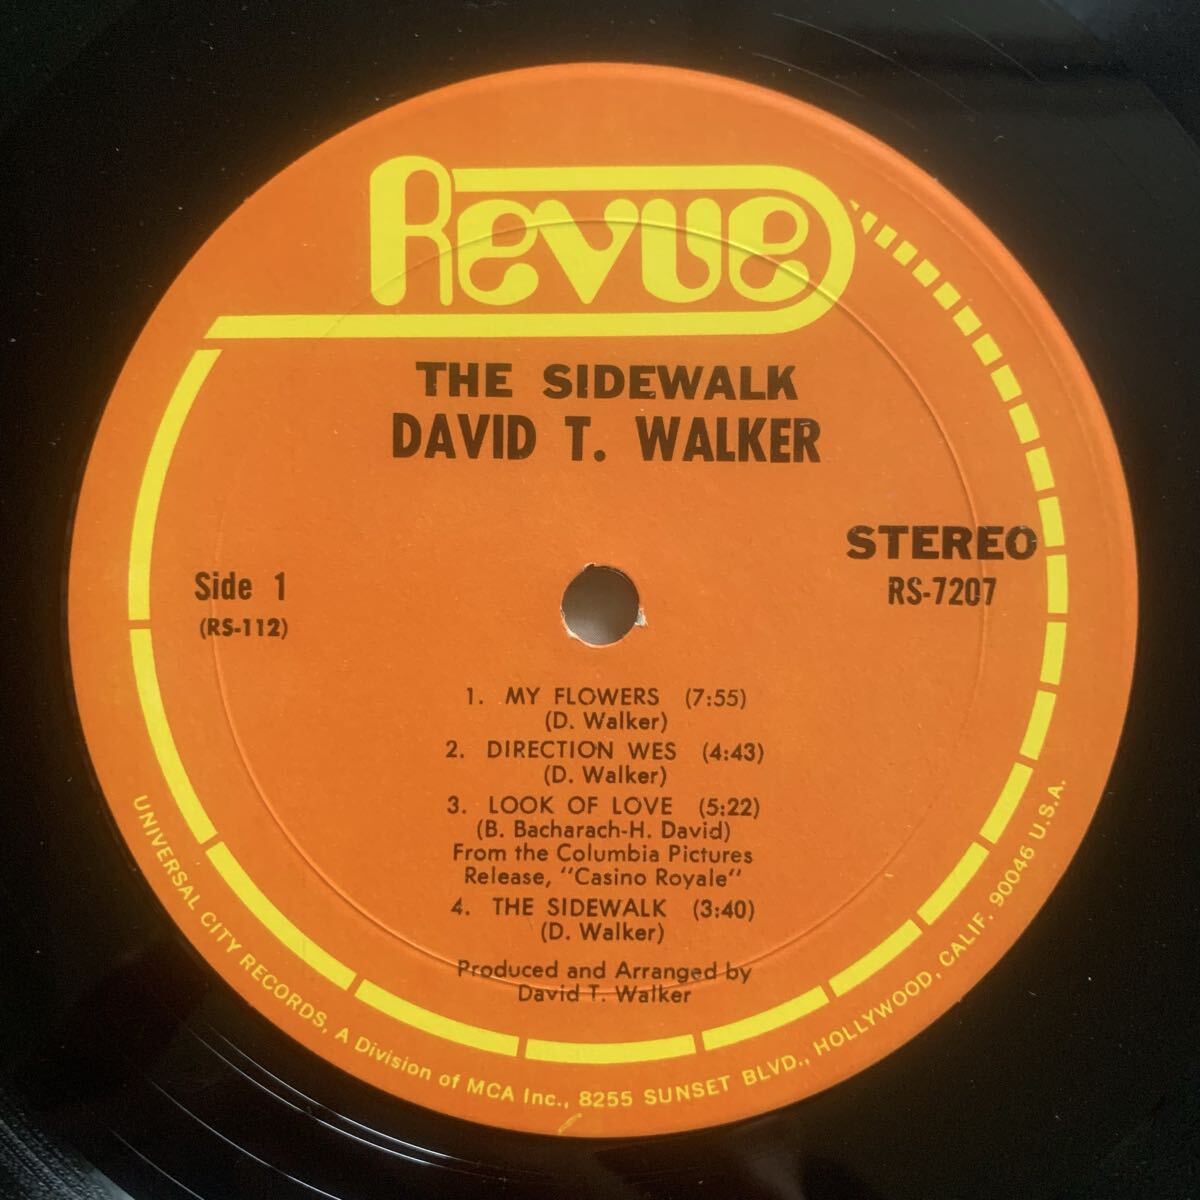 Revue
THE SIDEWALK
DAVID T. WALKER
STEREO
RS-7207
Side 1
(RS-112)
1. MY FLOWERS (7:55)
(D. Walker)
2. DIRECTION WES (4:43)
(D. Walker)
3. LOOK OF LOVE (5:22)
(B. Bacharach-H. David)
From the Columbia Pictures
Release, "Casino Royale"
4. THE SIDEWALK (3:40)
(D. Walker)
Produced and Arranged by
David T. Walker
UNIVERSAL CITY RECORDS, A Division of MCA Inc., 8255 SUNSET BLVD., HOLLYWOOD, CALIF. 90046 U.S.A.